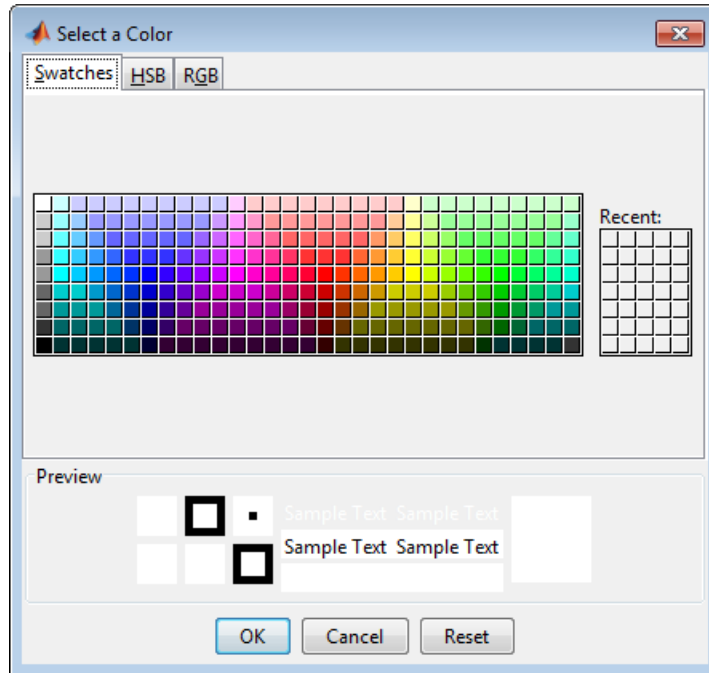 Select a Color
Swatches HSB RGB
Recent:
Preview
Sample Text Sample Text
Sample Text Sample Text
OK Cancel Reset